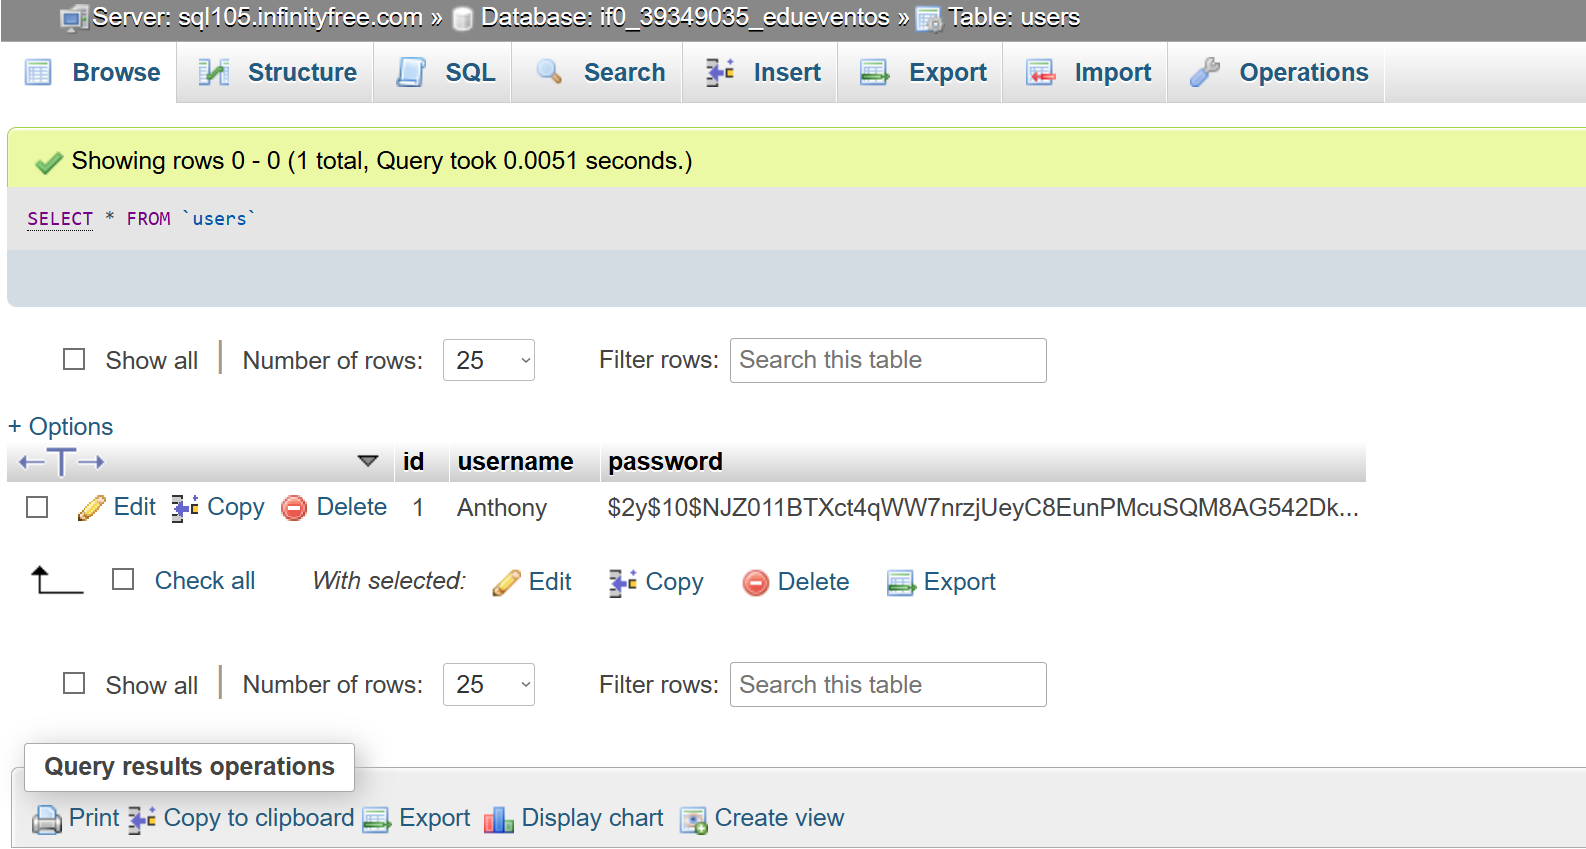 Server: sql105.infinityfree.com » Database: if0_39349035_edueventos » Table: users
Browse Structure SQL Search Insert Export Import Operations
Showing rows 0 - 0 (1 total, Query took 0.0051 seconds.)
SELECT * FROM `users`
Show all Number of rows: 25 Filter rows: Search this table
+ Options
←T→ id username password
Edit Copy Delete 1 Anthony $2y$10$NJZ011BTXct4qWW7nrzjUeyC8EunPMcuSQM8AG542Dk...
Check all With selected: Edit Copy Delete Export
Show all Number of rows: 25 Filter rows: Search this table
Query results operations
Print Copy to clipboard Export Display chart Create view